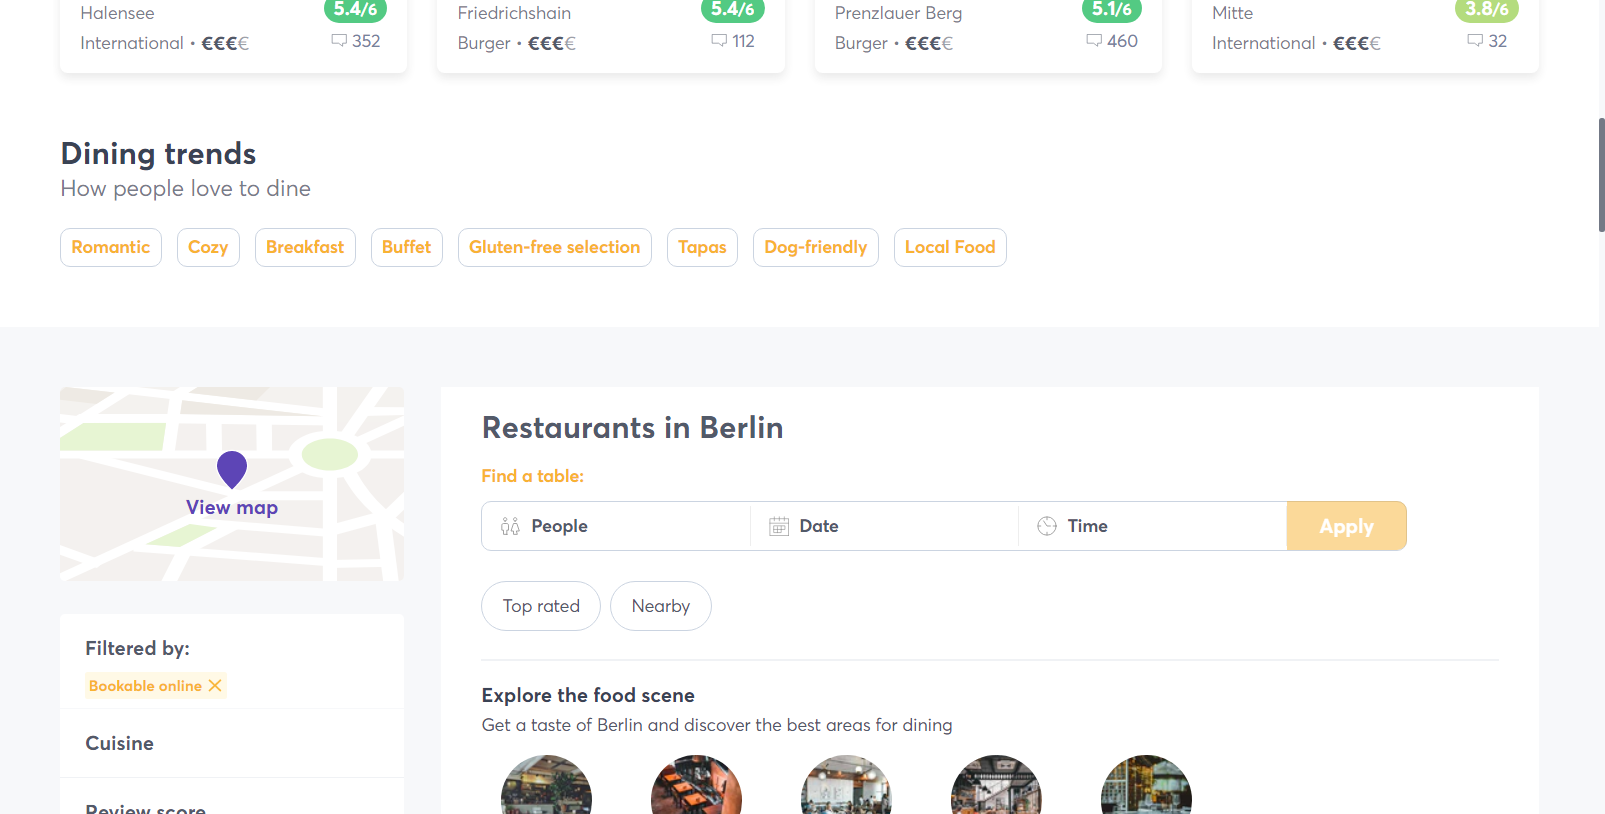 Halensee
5.4/6
International • €€€€
352
Friedrichshain
5.4/6
Burger • €€€€
112
Prenzlauer Berg
5.1/6
Burger • €€€€
460
Mitte
3.8/6
International • €€€€
32
Dining trends
How people love to dine
Romantic
Cozy
Breakfast
Buffet
Gluten-free selection
Tapas
Dog-friendly
Local Food
View map
Filtered by:
Bookable online
Cuisine
Review score
Restaurants in Berlin
Find a table:
People
Date
Time
Apply
Top rated
Nearby
Explore the food scene
Get a taste of Berlin and discover the best areas for dining